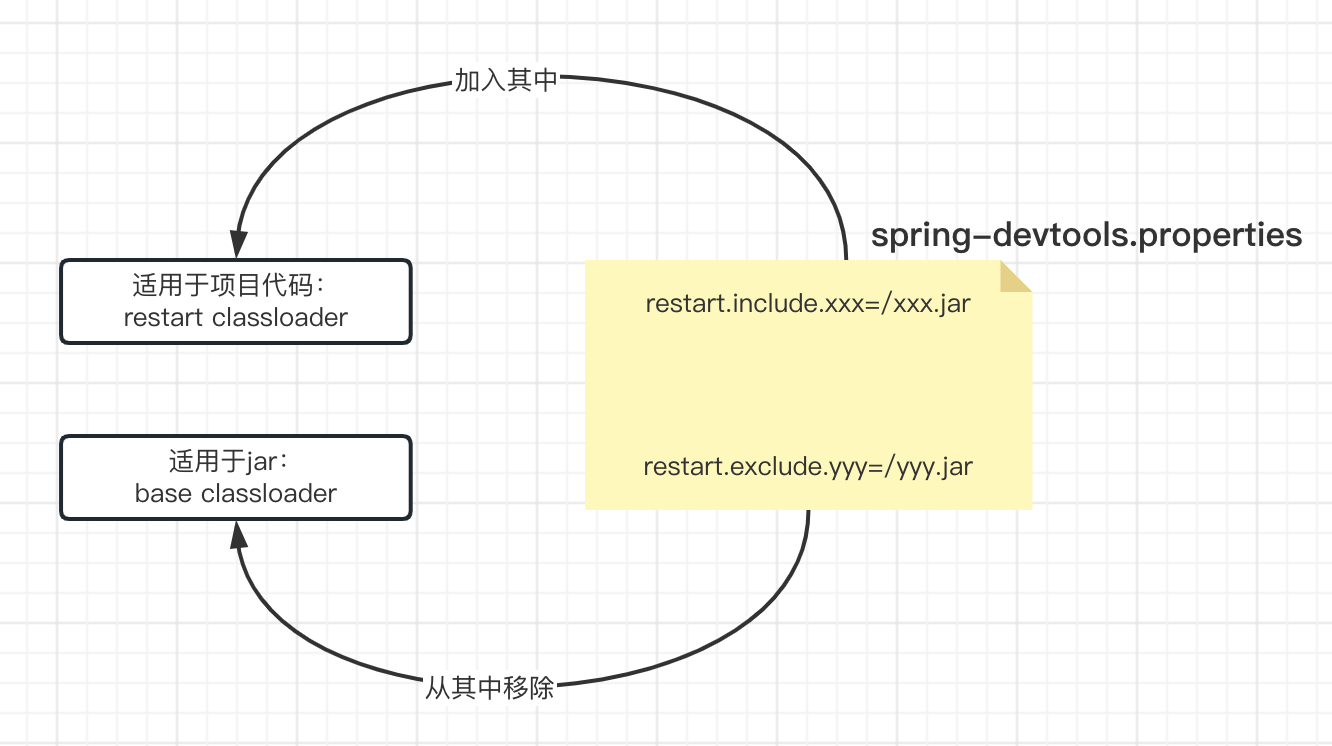 加入其中
spring-devtools.properties
适用于项目代码：
restart classloader
restart.include.xxx=/xxx.jar
适用于jar：
base classloader
restart.exclude.yyy=/yyy.jar
从其中移除